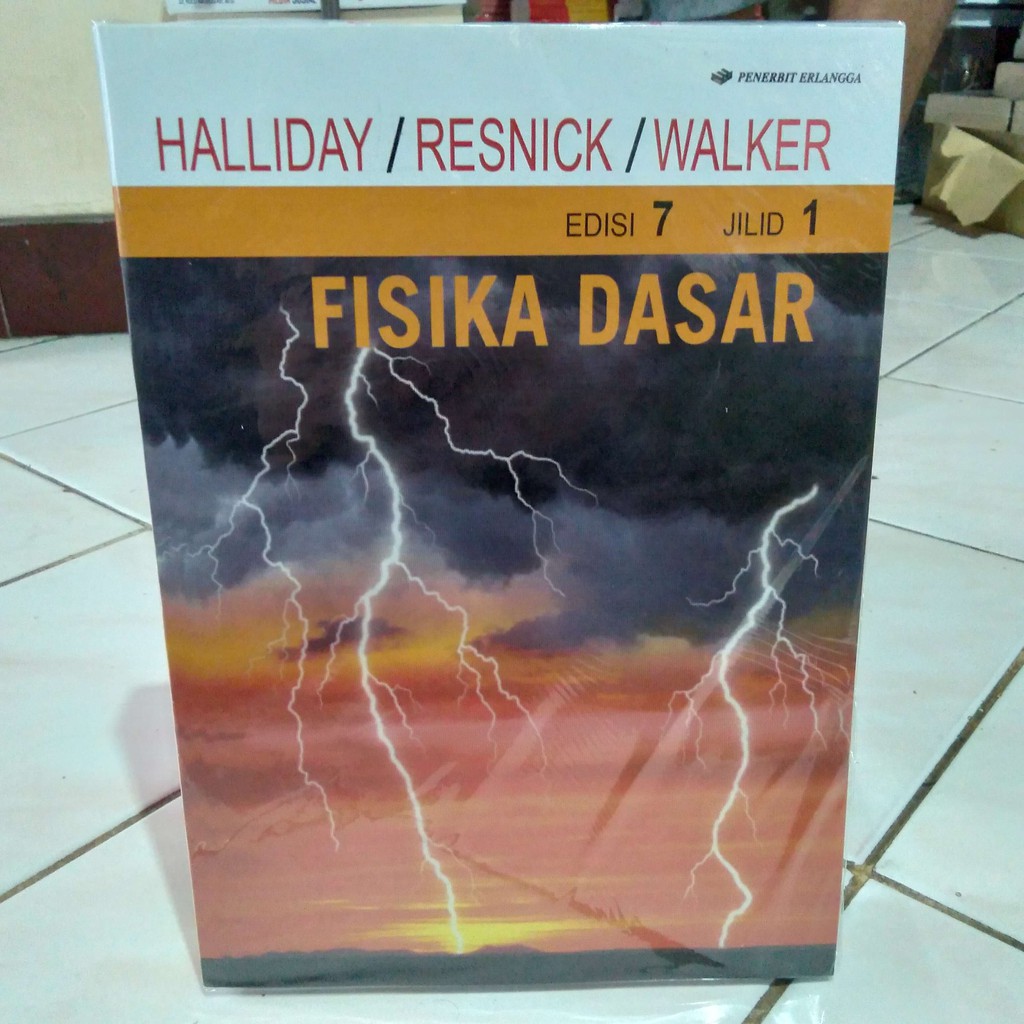 PENERBIT ERLANGGA
HALLIDAY / RESNICK / WALKER
EDISI 7 JILID 1
FISIKA DASAR